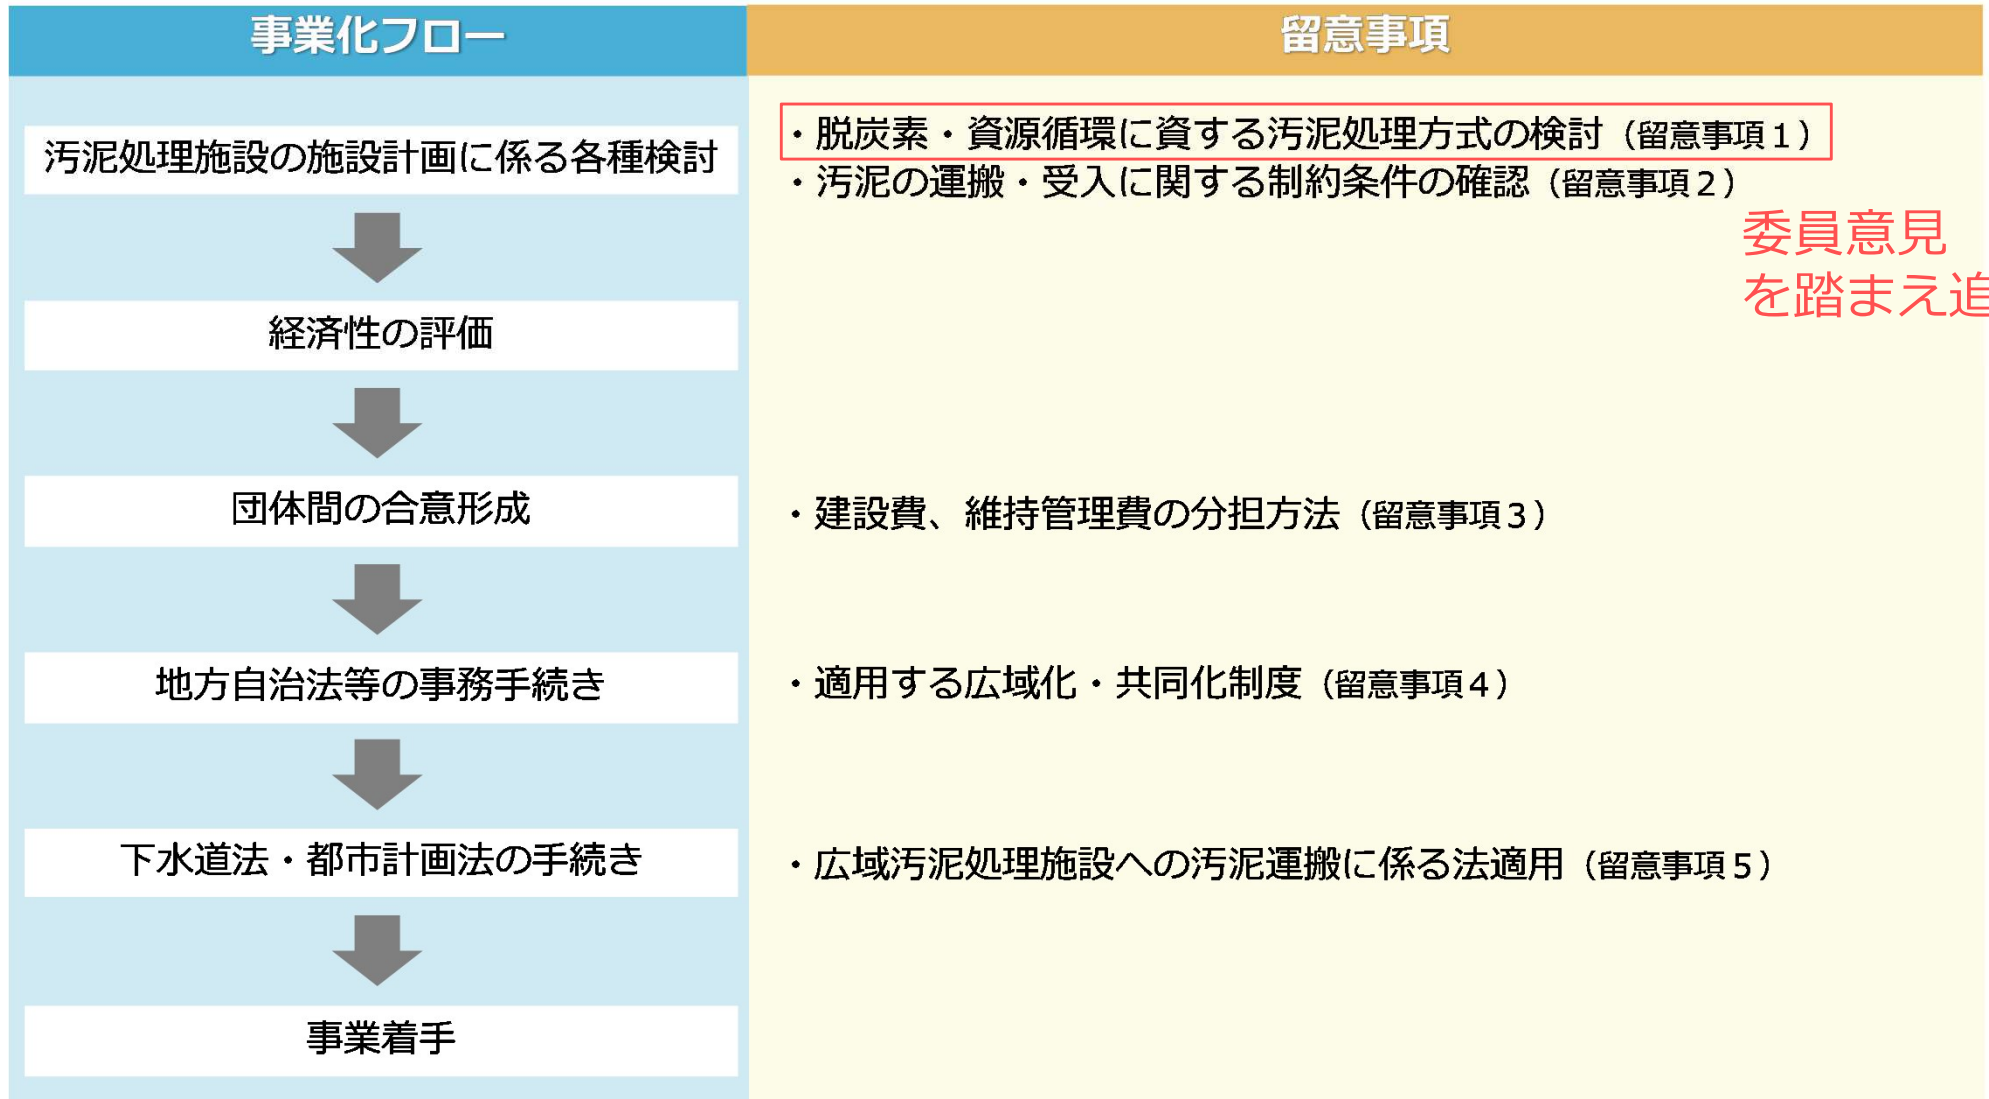 事業化フロー
留意事項
汚泥処理施設の施設計画に係る各種検討
・脱炭素・資源循環に資する汚泥処理方式の検討（留意事項１）
・汚泥の運搬・受入に関する制約条件の確認（留意事項２）
委員意見
を踏まえ追
経済性の評価
団体間の合意形成
・建設費、維持管理費の分担方法（留意事項３）
地方自治法等の事務手続き
・適用する広域化・共同化制度（留意事項４）
下水道法・都市計画法の手続き
・広域汚泥処理施設への汚泥運搬に係る法適用（留意事項５）
事業着手